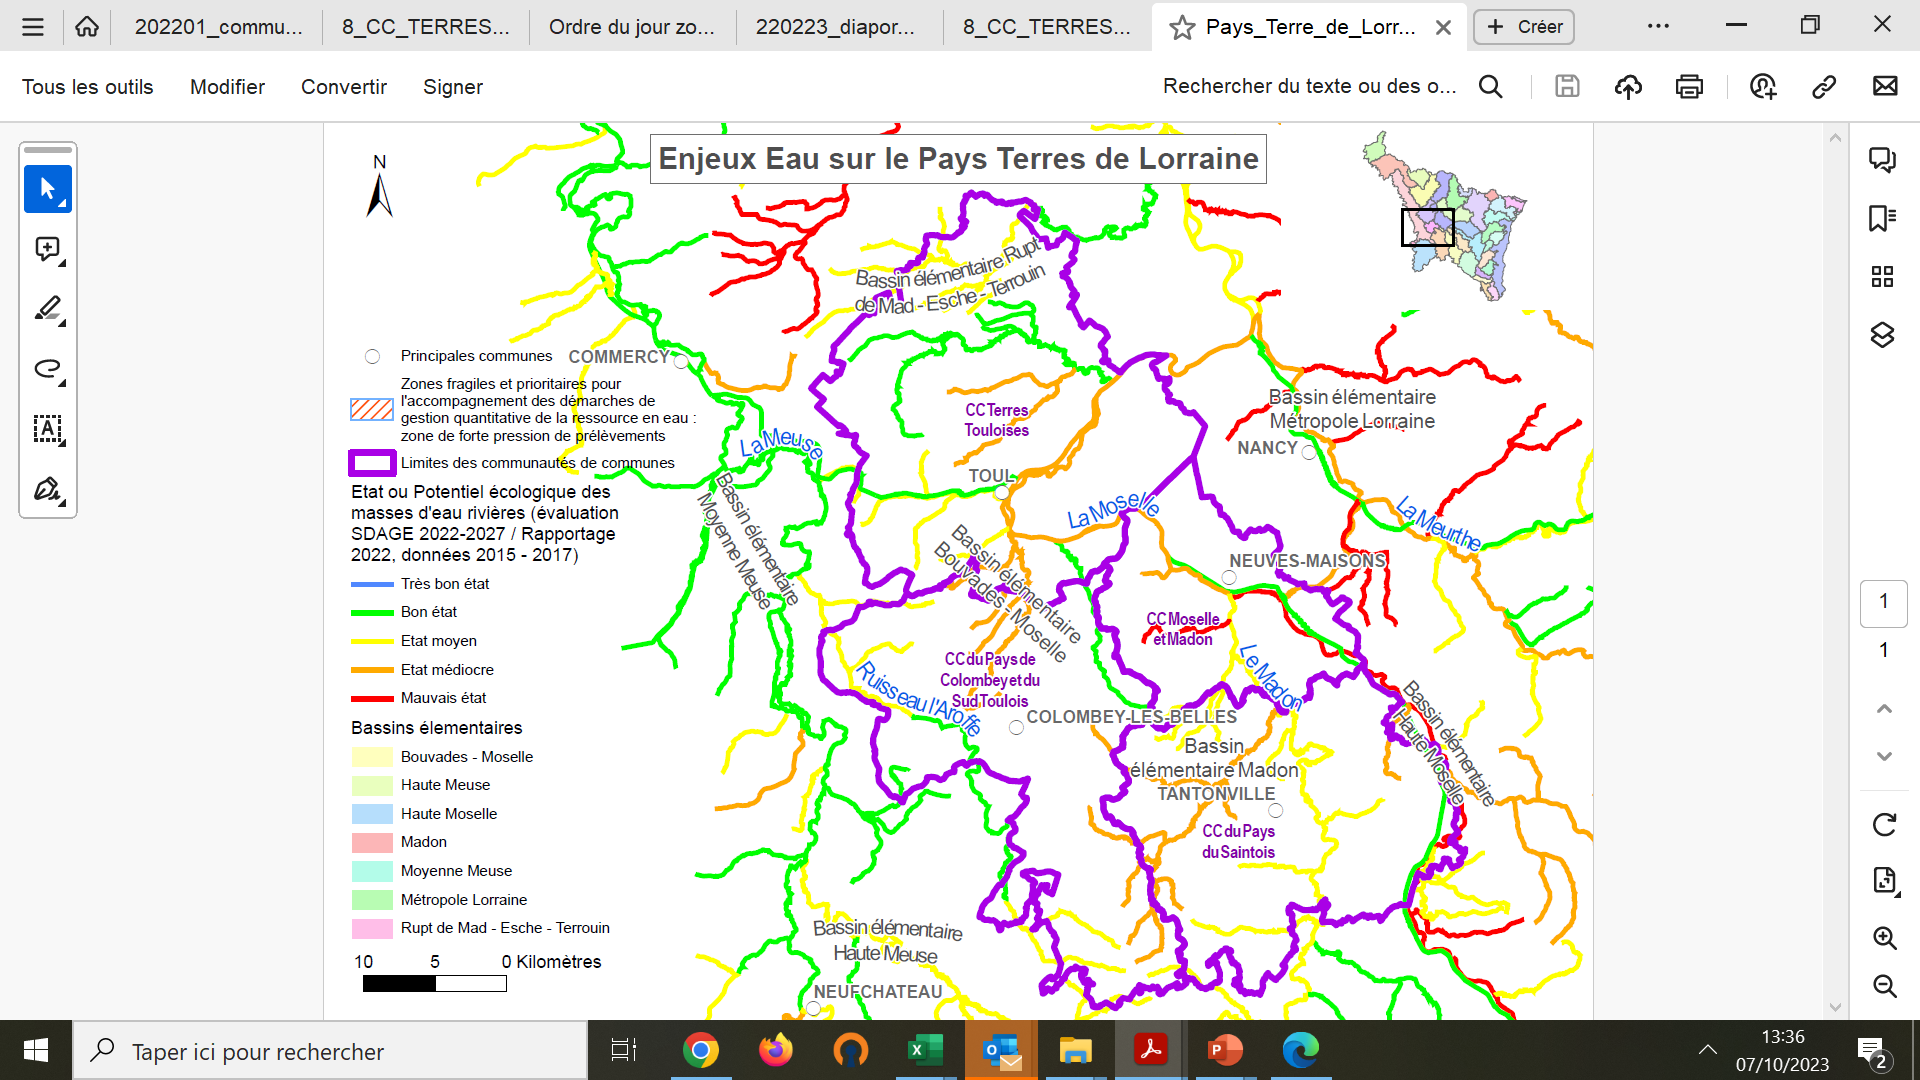 202201_commu...
8_CC_TERRES...
Ordre du jour zo...
220223_diapor...
8_CC_TERRES...
Pays_Terre_de_Lorr...
Créer
Tous les outils
Modifier
Convertir
Signer
Rechercher du texte ou des o...
Enjeux Eau sur le Pays Terres de Lorraine
N
Bassin élémentaire Rupt
de Mad - Esche - Terrouin
Principales communes
COMMERCY
Zones fragiles et prioritaires pour
l'accompagnement des démarches de
gestion quantitative de la ressource en eau :
zone de forte pression de prélèvements
Limites des communautés de communes
Etat ou Potentiel écologique des
masses d'eau rivières (évaluation
SDAGE 2022-2027 / Rapportage
2022, données 2015 - 2017)
Très bon état
Bon état
Etat moyen
Etat médiocre
Mauvais état
Bassins élementaires
Bouvades - Moselle
Haute Meuse
Haute Moselle
Madon
Moyenne Meuse
Métropole Lorraine
Rupt de Mad - Esche - Terrouin
10 5 0 Kilomètres
La Meuse
Bassin élémentaire
Moyenne Meuse
CC Terres
Touloises
TOUL
Bassin élémentaire
Métropole Lorraine
NANCY
La Moselle
La Meurthe
Bassin élémentaire
Bouvades - Moselle
NEUVES-MAISONS
CC Moselle
et Madon
Le Madon
CC du Pays de
Colombey et du
Sud Toulois
Ruisseau l'Aroffe
COLOMBEY-LES-BELLES
Bassin
élémentaire Madon
TANTONVILLE
CC du Pays
du Saintois
Bassin élémentaire
Haute Moselle
Bassin élémentaire
Haute Meuse
NEUFCHATEAU
1
1
Taper ici pour rechercher
13:36
07/10/2023
2